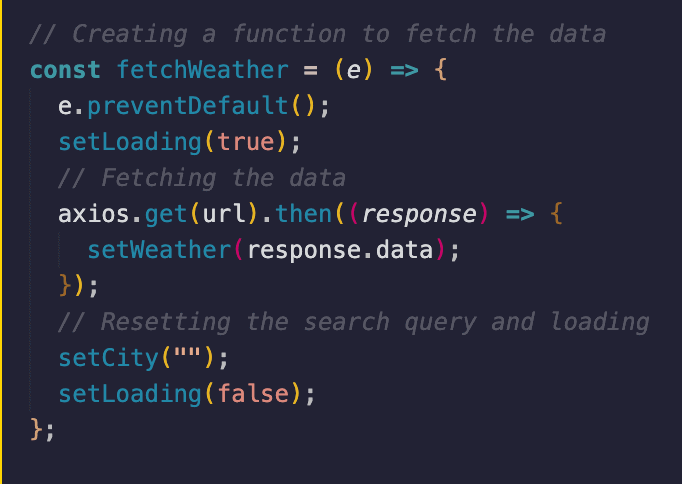 // Creating a function to fetch the data
const fetchWeather = (e) => {
e.preventDefault();
setLoading(true);
// Fetching the data
axios.get(url).then((response) => {
setWeather(response.data);
});
// Resetting the search query and loading
setCity("");
setLoading(false);
};